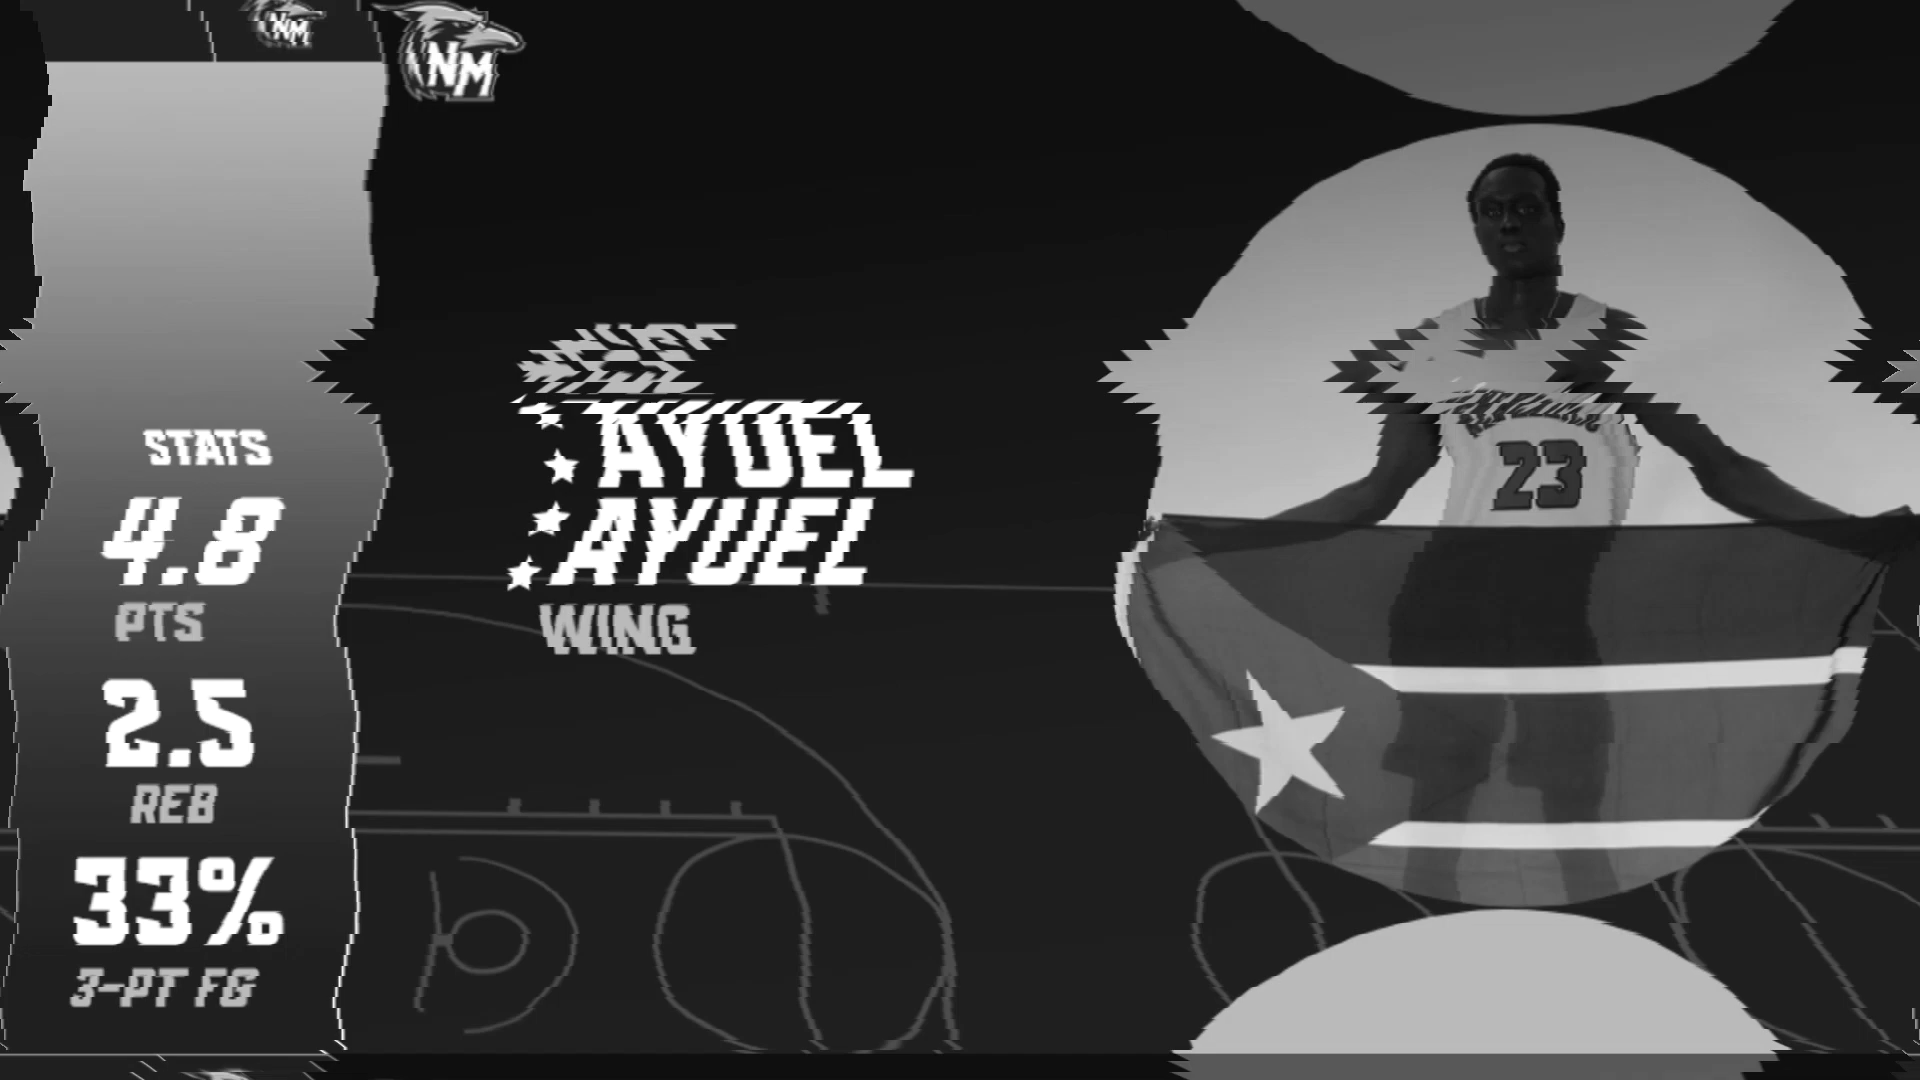 NM
NM
STATS
4.8
PTS
2.5
REB
33%
3-PT FG
AYUEL
AYUEL
WING
23